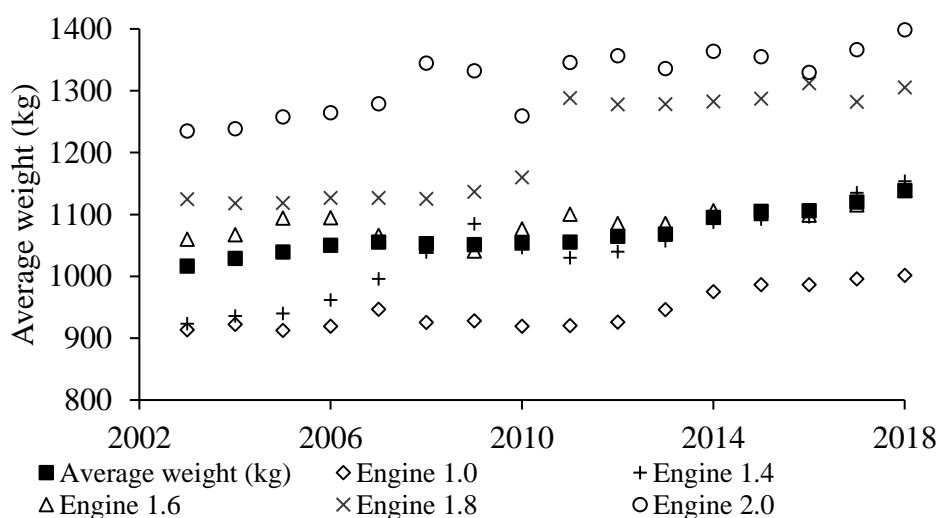 1400
1300
1200
1100
1000
900
800
Average weight (kg)
2002 2006 2010 2014 2018
Average weight (kg) Engine 1.0 Engine 1.4
Engine 1.6 Engine 1.8 Engine 2.0